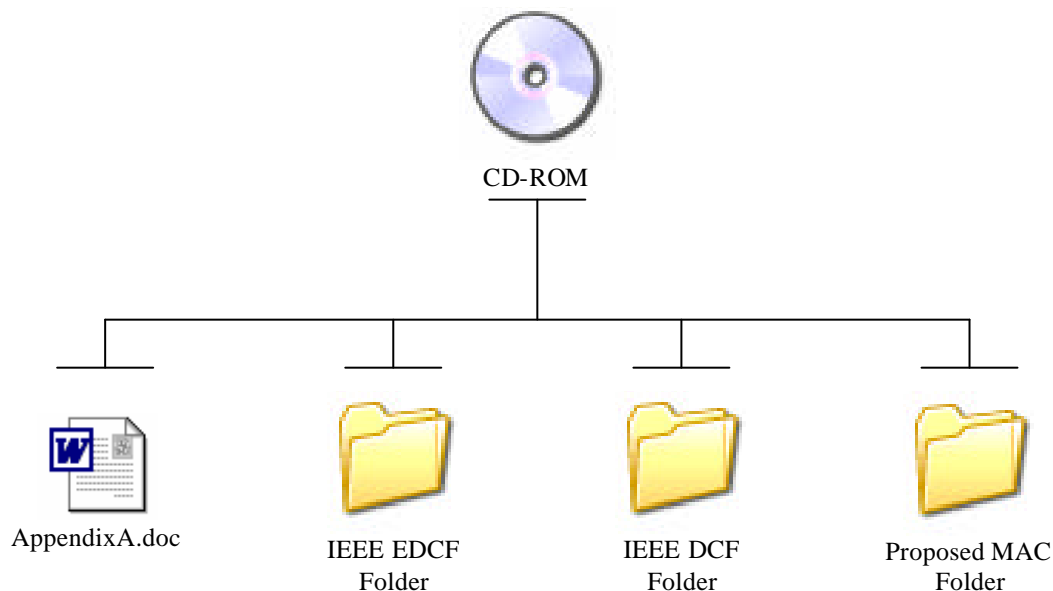 CD-ROM
W
AppendixA.doc
IEEE EDCF
Folder
IEEE DCF
Folder
Proposed MAC
Folder